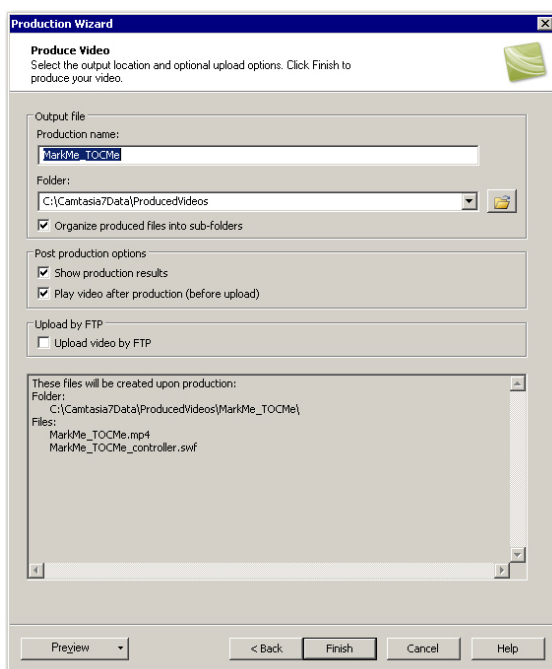 Production Wizard
Produce Video
Select the output location and optional upload options. Click Finish to
produce your video.
Output file
Production name:
MarkMe_TOCMe
Folder:
C:\Camtasia7Data\ProducedVideos
Organize produced files into sub-folders
Post production options
Show production results
Play video after production (before upload)
Upload by FTP
Upload video by FTP
These files will be created upon production:
Folder:
C:\Camtasia7Data\ProducedVideos\MarkMe_TOCMe\
Files:
MarkMe_TOCMe.mp4
MarkMe_TOCMe_controller.swf
Preview
< Back
Finish
Cancel
Help